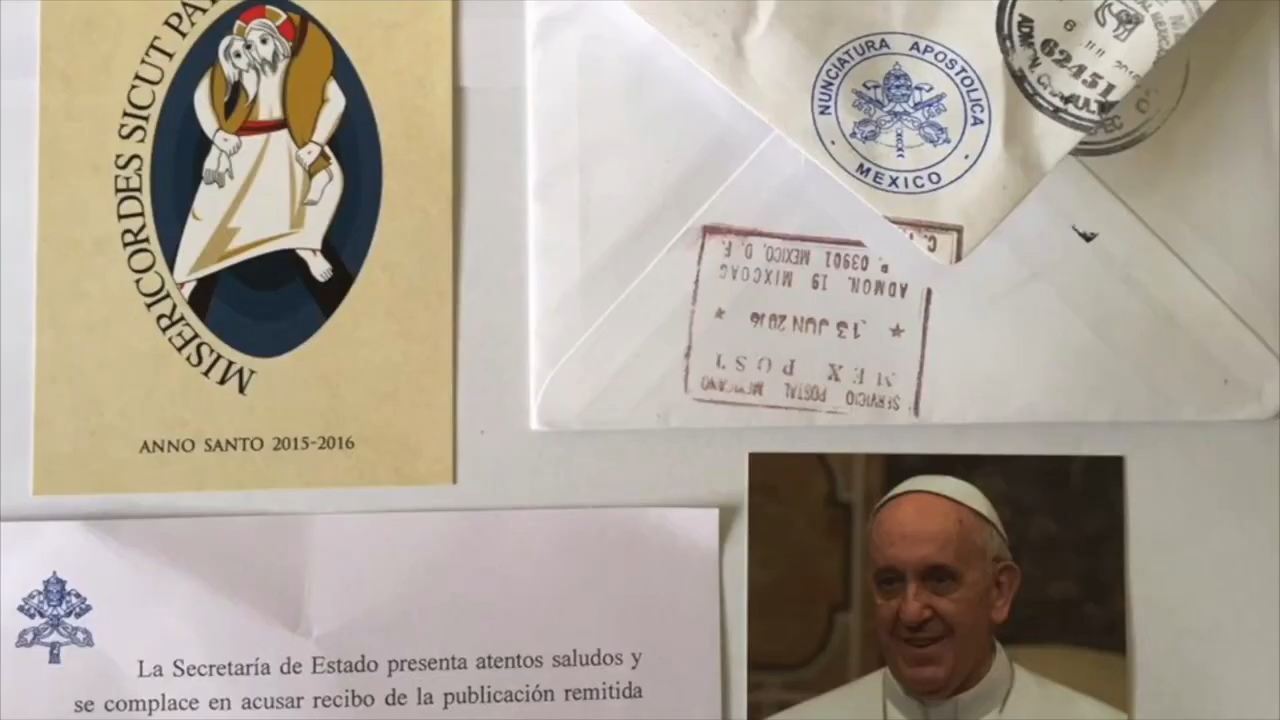 MISERICORDES SICUT PA
ANNO SANTO 2015-2016
NUNCIATURA APOSTOLICA
MEXICO
62451
SERVICIO POSTAL MEXICANO
MEX POST
★ 13 JUN 2016 ★
ADMON. 19 MIXCOAC
P. 03901 MEXICO, D. F.
La Secretaría de Estado presenta atentos saludos y
se complace en acusar recibo de la publicación remitida